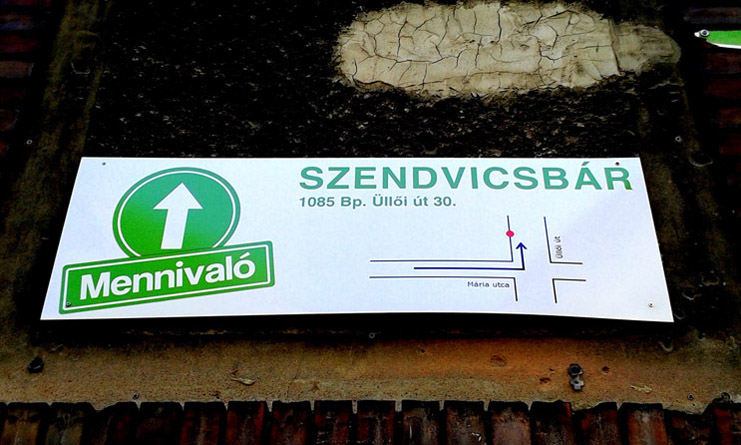 SZENDVICSBÁR
1085 Bp. Üllői út 30.
Mennivaló
Üllői út
Mária utca